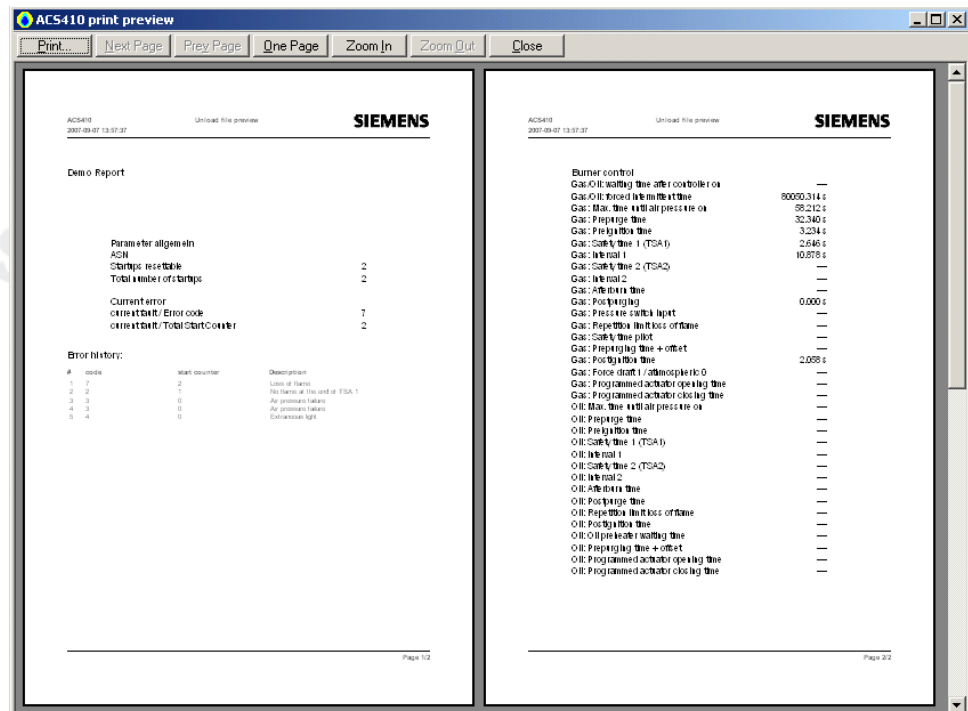 ACS410 print preview
Print... Next Page Prev Page One Page Zoom In Zoom Out Close
ACS410 Unload file preview SIEMENS
2007-09-07 13:57:37
Demo Report
Parameter allgemein
ASN
Startups resettable 2
Total number of startups 2
Current error
current fault / Error code 7
current fault / Total Start Counter 2
Error history:
# code start counter Description
1 7 2 Loss of flame
2 2 1 No flame at the end of TSA 1
3 3 0 Air pressure failure
4 3 0 Air pressure failure
5 4 0 Extraneous light
Page 1/2
ACS410 Unload file preview SIEMENS
2007-09-07 13:57:37
Burner control
Gas/Oil: waiting time after controller on —
Gas/Oil: forced intermittent time 80050.314 s
Gas: Max. time until air pressure on 58.212 s
Gas: Prepurge time 32.340 s
Gas: Preignition time 3.234 s
Gas: Safety time 1 (TSA1) 2.646 s
Gas: Interval 1 10.878 s
Gas: Safety time 2 (TSA2) —
Gas: Interval 2 —
Gas: Afterburn time —
Gas: Postpurging 0.000 s
Gas: Pressure switch input —
Gas: Repetition limit loss of flame —
Gas: Safety time pilot —
Gas: Prepurging time + offset —
Gas: Postignition time 2.058 s
Gas: Force draft 1 / atmospheric 0 —
Gas: Programmed actuator opening time —
Gas: Programmed actuator closing time —
Oil: Max. time until air pressure on —
Oil: Prepurge time —
Oil: Preignition time —
Oil: Safety time 1 (TSA1) —
Oil: Interval 1 —
Oil: Safety time 2 (TSA2) —
Oil: Interval 2 —
Oil: Afterburn time —
Oil: Postpurge time —
Oil: Repetition limit loss of flame —
Oil: Postignition time —
Oil: Oil preheater waiting time —
Oil: Prepurging time + offset —
Oil: Programmed actuator opening time —
Oil: Programmed actuator closing time —
Page 2/2